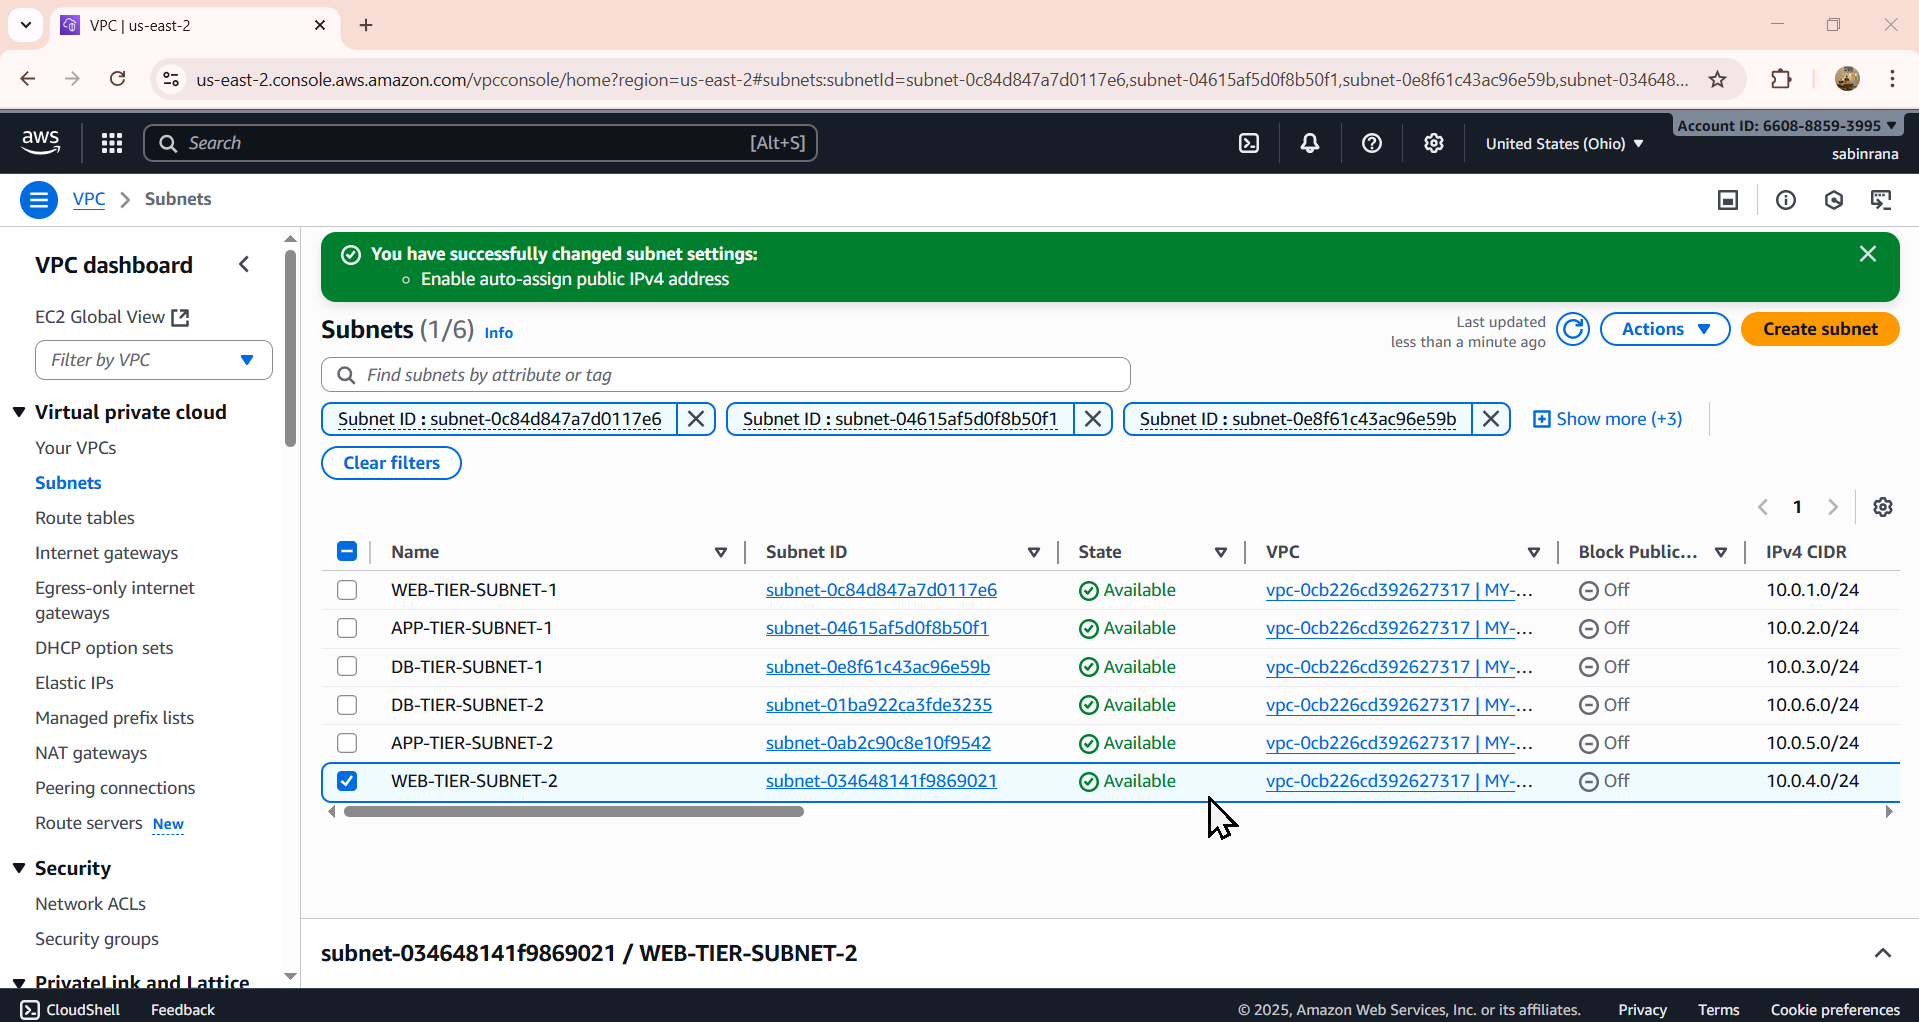 VPC | us-east-2
us-east-2.console.aws.amazon.com/vpcconsole/home?region=us-east-2#subnets:subnetId=subnet-0c84d847a7d0117e6,subnet-04615af5d0f8b50f1,subnet-0e8f61c43ac96e59b,subnet-034648...
aws
Search [Alt+S]
United States (Ohio)
Account ID: 6608-8859-3995
sabinrana
VPC > Subnets
VPC dashboard
EC2 Global View
Filter by VPC
Virtual private cloud
Your VPCs
Subnets
Route tables
Internet gateways
Egress-only internet
gateways
DHCP option sets
Elastic IPs
Managed prefix lists
NAT gateways
Peering connections
Route servers New
Security
Network ACLs
Security groups
PrivateLink and Lattice
You have successfully changed subnet settings:
Enable auto-assign public IPv4 address
Subnets (1/6) Info
Last updated
less than a minute ago
Actions
Create subnet
Find subnets by attribute or tag
Subnet ID : subnet-0c84d847a7d0117e6
Subnet ID : subnet-04615af5d0f8b50f1
Subnet ID : subnet-0e8f61c43ac96e59b
Show more (+3)
Clear filters
1
Name Subnet ID State VPC Block Public... IPv4 CIDR
WEB-TIER-SUBNET-1 subnet-0c84d847a7d0117e6 Available vpc-0cb226cd392627317 | MY-... Off 10.0.1.0/24
APP-TIER-SUBNET-1 subnet-04615af5d0f8b50f1 Available vpc-0cb226cd392627317 | MY-... Off 10.0.2.0/24
DB-TIER-SUBNET-1 subnet-0e8f61c43ac96e59b Available vpc-0cb226cd392627317 | MY-... Off 10.0.3.0/24
DB-TIER-SUBNET-2 subnet-01ba922ca3fde3235 Available vpc-0cb226cd392627317 | MY-... Off 10.0.6.0/24
APP-TIER-SUBNET-2 subnet-0ab2c90c8e10f9542 Available vpc-0cb226cd392627317 | MY-... Off 10.0.5.0/24
WEB-TIER-SUBNET-2 subnet-034648141f9869021 Available vpc-0cb226cd392627317 | MY-... Off 10.0.4.0/24
subnet-034648141f9869021 / WEB-TIER-SUBNET-2
CloudShell Feedback © 2025, Amazon Web Services, Inc. or its affiliates. Privacy Terms Cookie preferences